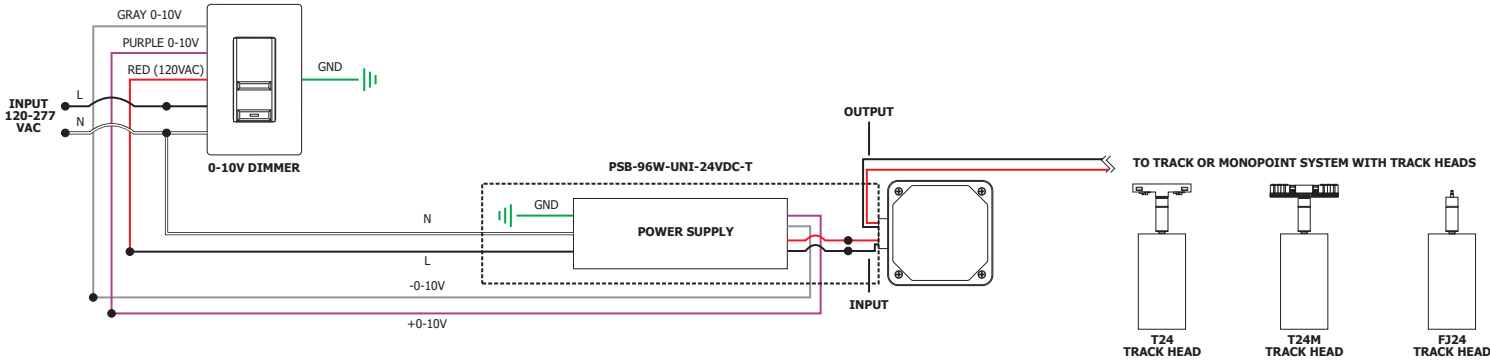 GRAY 0-10V
PURPLE 0-10V
RED (120VAC)
GND
INPUT
120-277
VAC
L
N
0-10V DIMMER
OUTPUT
PSB-96W-UNI-24VDC-T
TO TRACK OR MONOPOINT SYSTEM WITH TRACK HEADS
GND
N
POWER SUPPLY
L
-0-10V
INPUT
+0-10V
T24
TRACK HEAD
T24M
TRACK HEAD
FJ24
TRACK HEAD